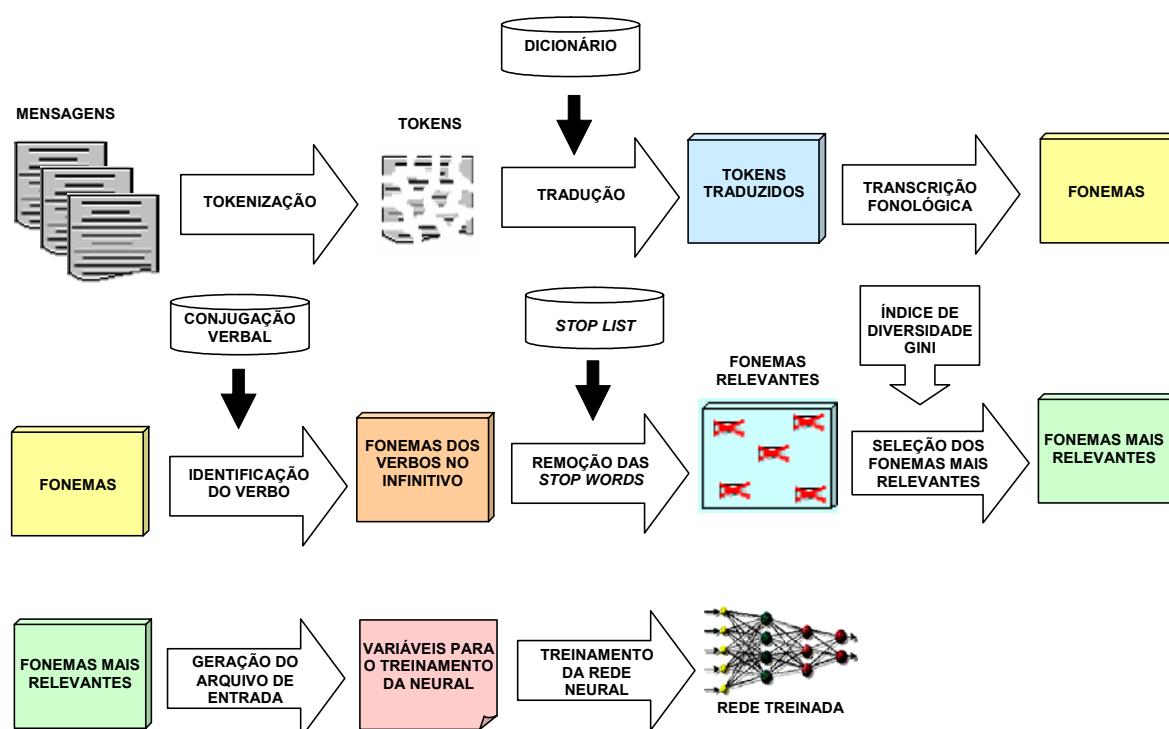 DICIONÁRIO
MENSAGENS
TOKENS
TOKENIZAÇÃO
TRADUÇÃO
TOKENS
TRADUZIDOS
TRANSCRIÇÃO
FONOLÓGICA
FONEMAS
CONJUGAÇÃO
VERBAL
STOP LIST
ÍNDICE DE
DIVERSIDADE
GINI
FONEMAS
RELEVANTES
FONEMAS
IDENTIFICAÇÃO
DO VERBO
FONEMAS DOS
VERBOS NO
INFINITIVO
REMOÇÃO DAS
STOP WORDS
SELEÇÃO DOS
FONEMAS MAIS
RELEVANTES
FONEMAS MAIS
RELEVANTES
FONEMAS MAIS
RELEVANTES
GERAÇÃO DO
ARQUIVO DE
ENTRADA
VARIÁVEIS PARA
O TREINAMENTO
DA NEURAL
TREINAMENTO
DA REDE
NEURAL
REDE TREINADA